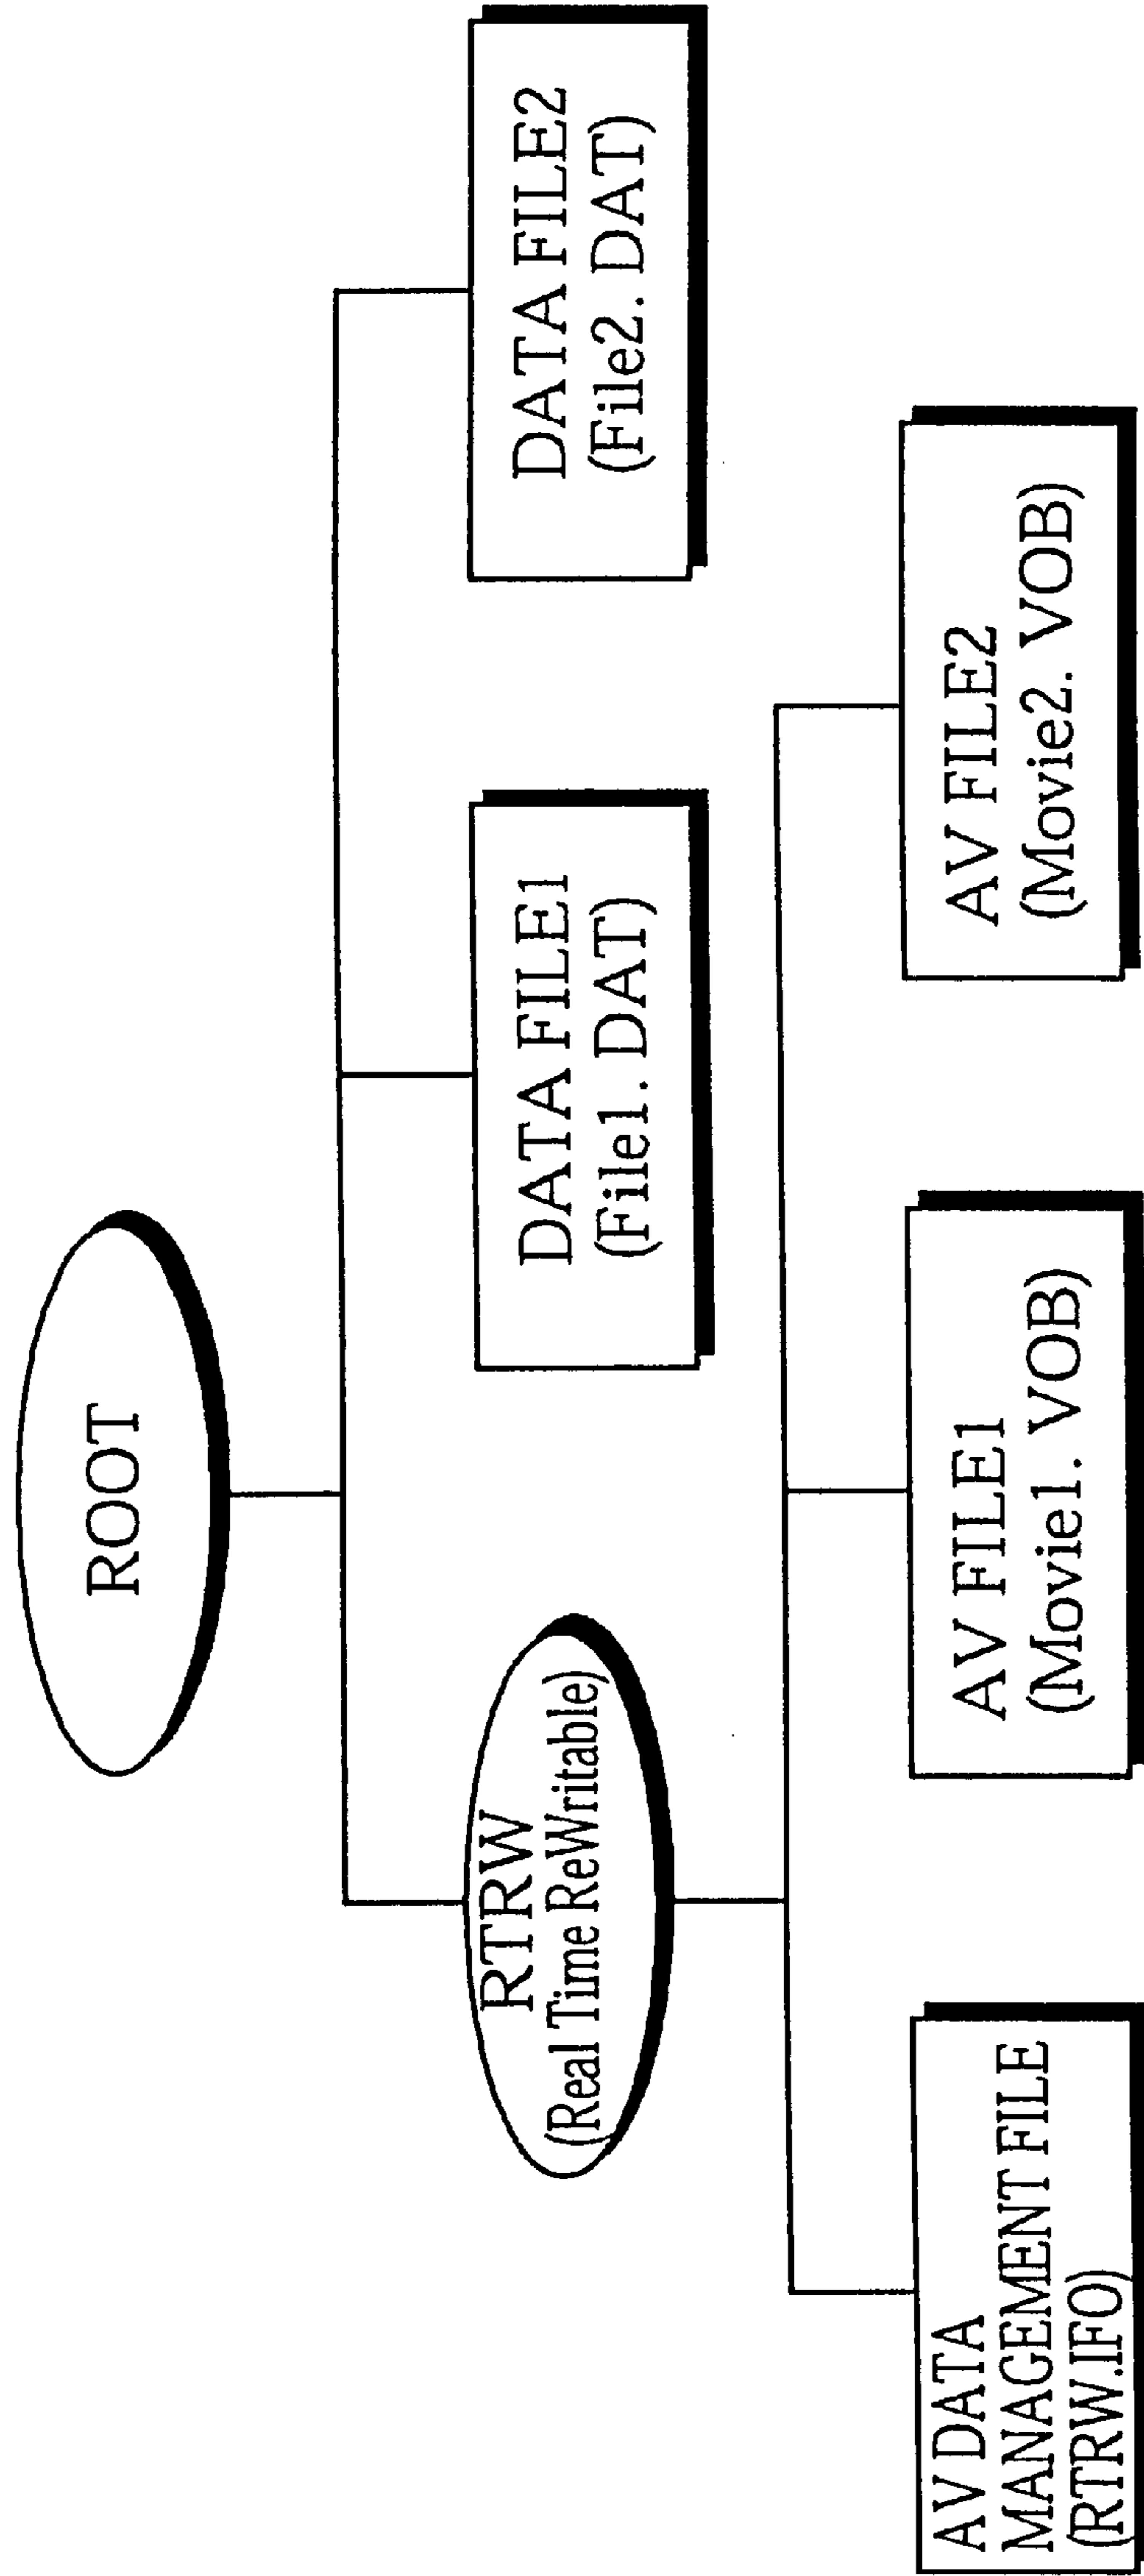 ROOT
RTRW
(Real Time ReWritable)
DATA FILE1
(File1. DAT)
DATA FILE2
(File2. DAT)
AV DATA
MANAGEMENT FILE
(RTRW.IFO)
AV FILE1
(Movie1. VOB)
AV FILE2
(Movie2. VOB)